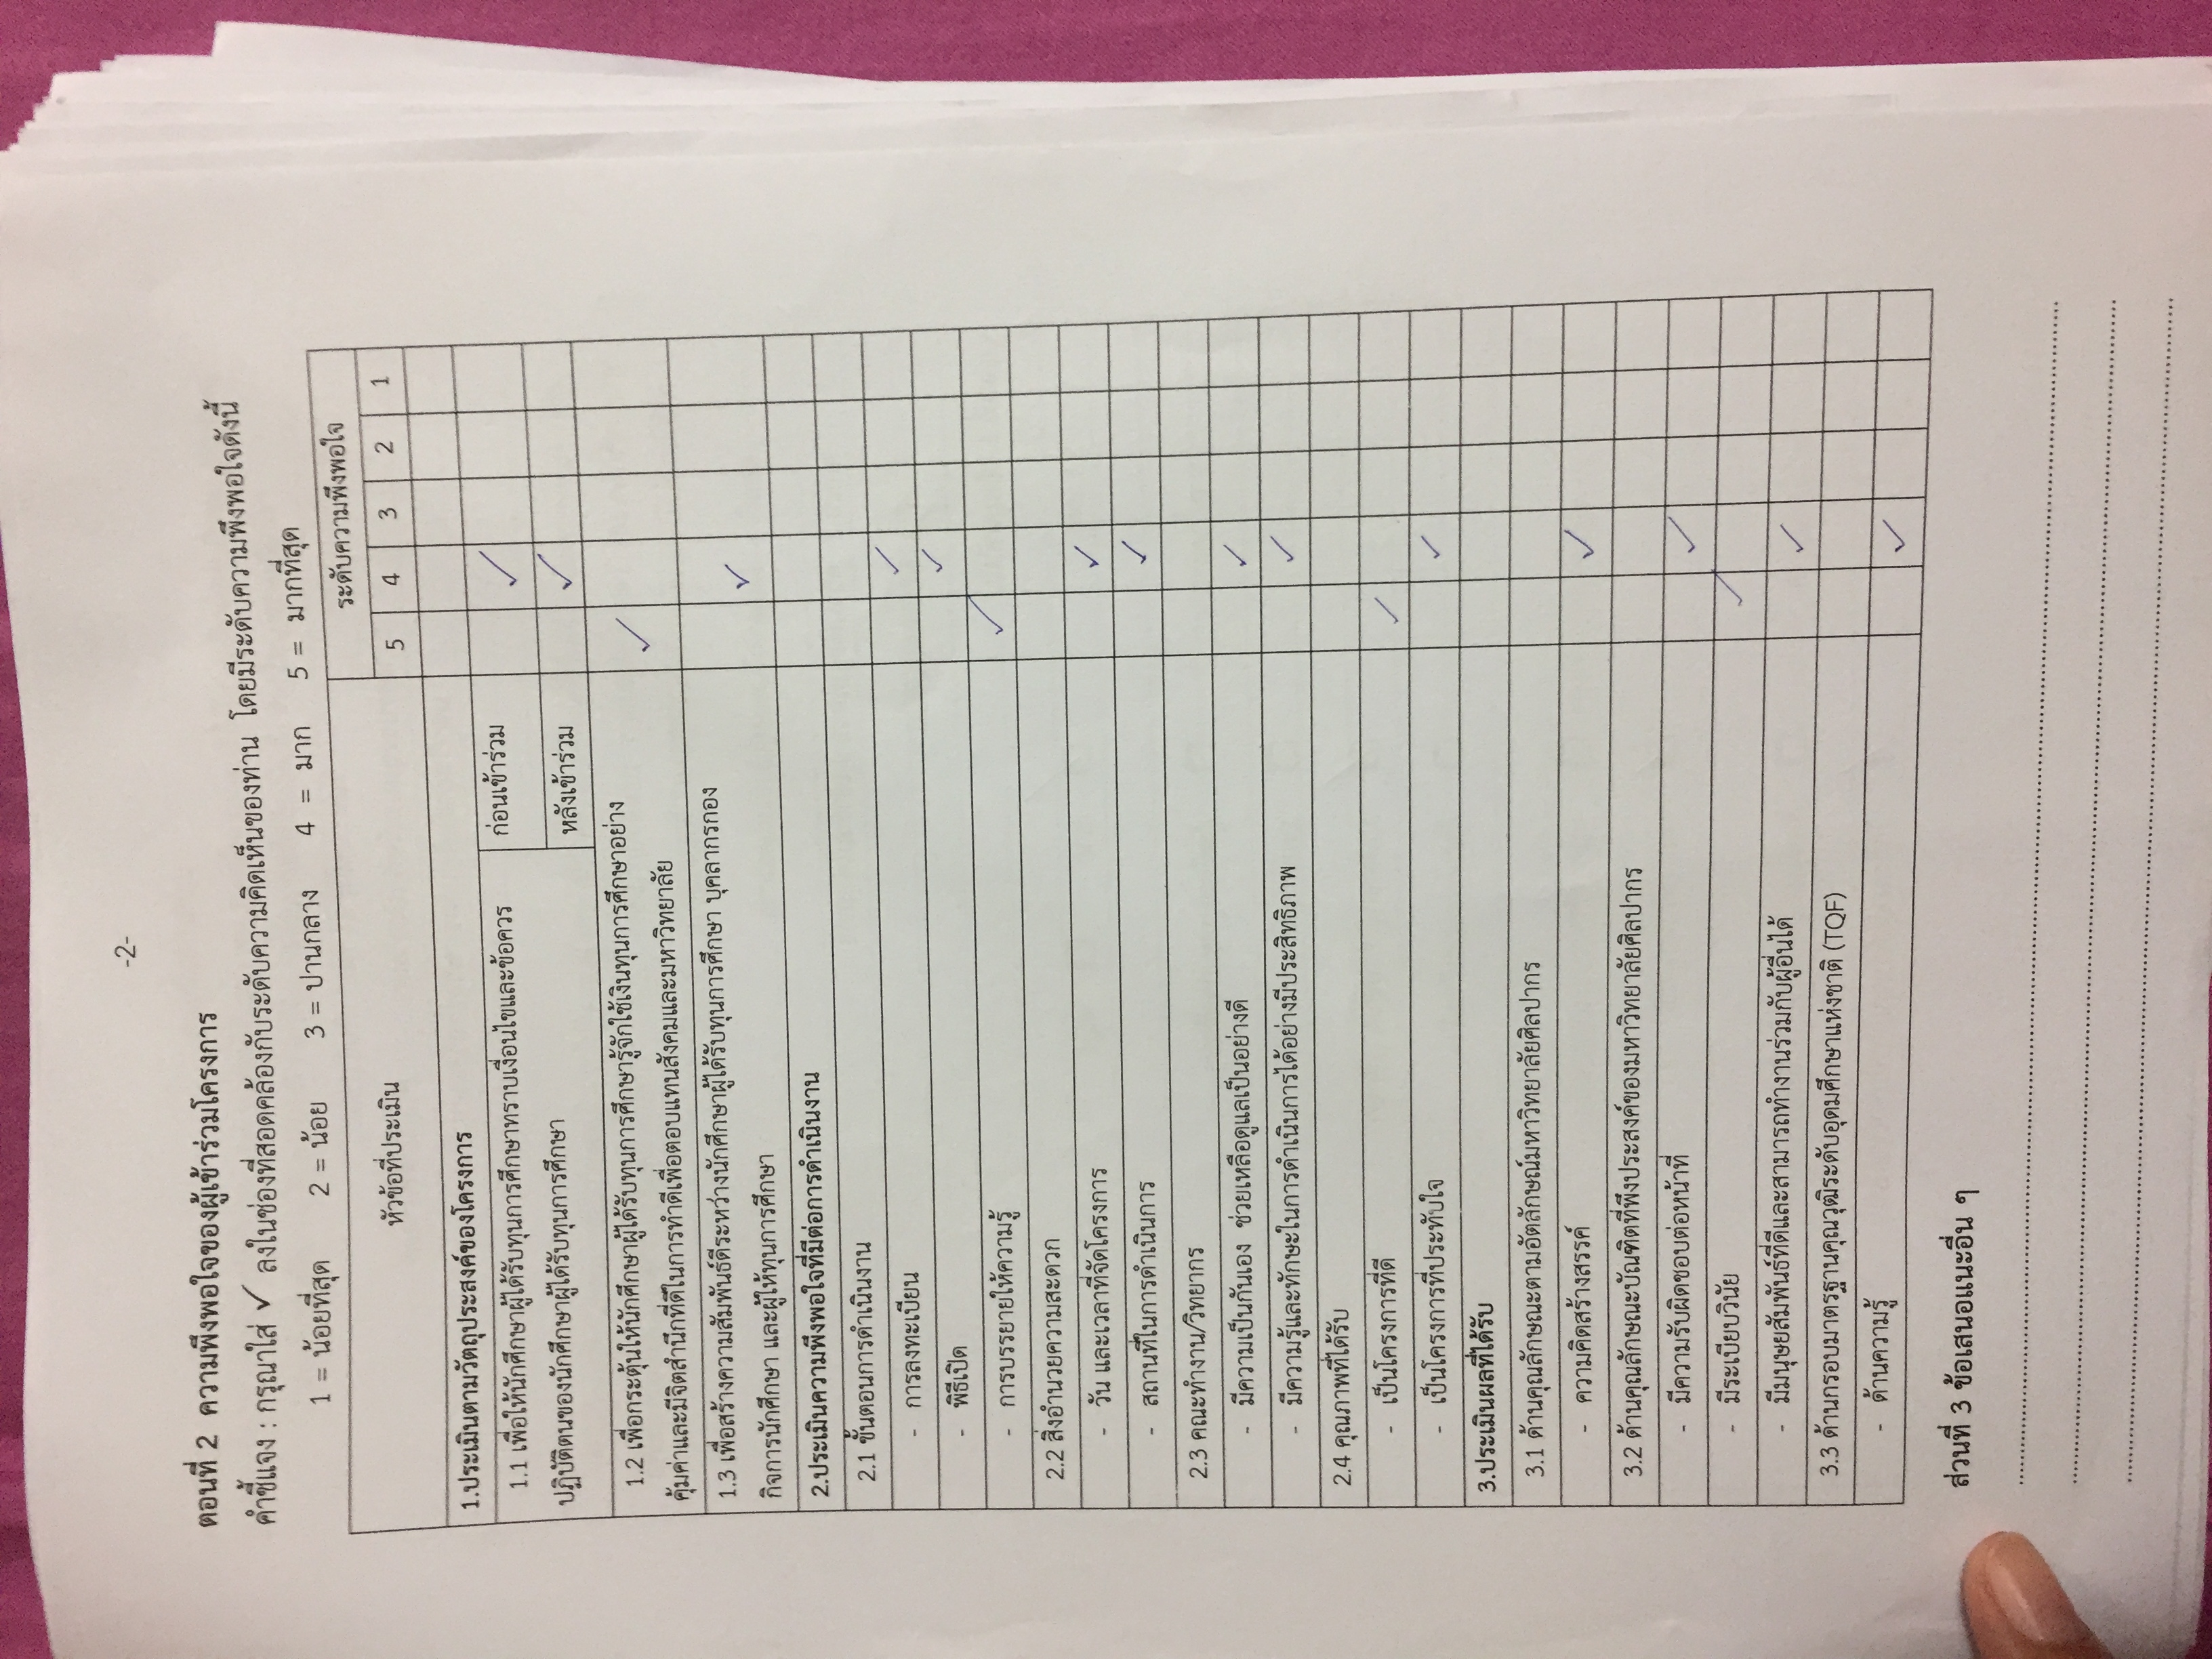 -2-
ตอนที่ 2 ความพึงพอใจของผู้เข้าร่วมโครงการ
คำชี้แจง : กรุณาใส่ ✓ ลงในช่องที่สอดคล้องกับระดับความคิดเห็นของท่าน โดยมีระดับความพึงพอใจดังนี้
1 = น้อยที่สุด 2 = น้อย 3 = ปานกลาง 4 = มาก 5 = มากที่สุด
หัวข้อที่ประเมิน ระดับความพึงพอใจ
5 4 3 2 1
1.ประเมินตามวัตถุประสงค์ของโครงการ
1.1 เพื่อให้นักศึกษาผู้ได้รับทุนการศึกษาทราบเงื่อนไขและข้อควร ก่อนเข้าร่วม ✓
ปฏิบัติตนของนักศึกษาผู้ได้รับทุนการศึกษา หลังเข้าร่วม ✓
1.2 เพื่อกระตุ้นให้นักศึกษาผู้ได้รับทุนการศึกษารู้จักใช้เงินทุนการศึกษาอย่าง ✓
คุ้มค่าและมีจิตสำนึกที่ดีในการทำดีเพื่อตอบแทนสังคมและมหาวิทยาลัย
1.3 เพื่อสร้างความสัมพันธ์ดีระหว่างนักศึกษาผู้ได้รับทุนการศึกษา บุคลากรกอง ✓
กิจการนักศึกษา และผู้ให้ทุนการศึกษา
2.ประเมินความพึงพอใจที่มีต่อการดำเนินงาน
2.1 ขั้นตอนการดำเนินงาน
- การลงทะเบียน ✓
- พิธีเปิด ✓
- การบรรยายให้ความรู้ ✓
2.2 สิ่งอำนวยความสะดวก
- วัน และเวลาที่จัดโครงการ ✓
- สถานที่ในการดำเนินการ ✓
2.3 คณะทำงาน/วิทยากร
- มีความเป็นกันเอง ช่วยเหลือดูแลเป็นอย่างดี ✓
- มีความรู้และทักษะในการดำเนินการได้อย่างมีประสิทธิภาพ ✓
2.4 คุณภาพที่ได้รับ
- เป็นโครงการที่ดี ✓
- เป็นโครงการที่ประทับใจ ✓
3.ประเมินผลที่ได้รับ
3.1 ด้านคุณลักษณะตามอัตลักษณ์มหาวิทยาลัยศิลปากร
- ความคิดสร้างสรรค์ ✓
3.2 ด้านคุณลักษณะบัณฑิตที่พึงประสงค์ของมหาวิทยาลัยศิลปากร
- มีความรับผิดชอบต่อหน้าที่ ✓
- มีระเบียบวินัย ✓
- มีมนุษยสัมพันธ์ที่ดีและสามารถทำงานร่วมกับผู้อื่นได้ ✓
3.3 ด้านกรอบมาตรฐานคุณวุฒิระดับอุดมศึกษาแห่งชาติ (TQF)
- ด้านความรู้ ✓
ส่วนที่ 3 ข้อเสนอแนะอื่น ๆ